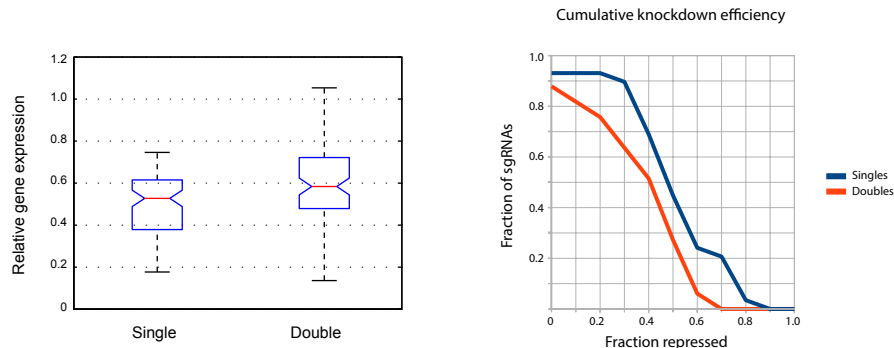 Cumulative knockdown efficiency
Relative gene expression
1.2
1.0
0.8
0.6
0.4
0.2
0
Single Double
Fraction of sgRNAs
1.0
0.8
0.6
0.4
0.2
0 0.2 0.4 0.6 0.8 1.0
Fraction repressed
Singles
Doubles